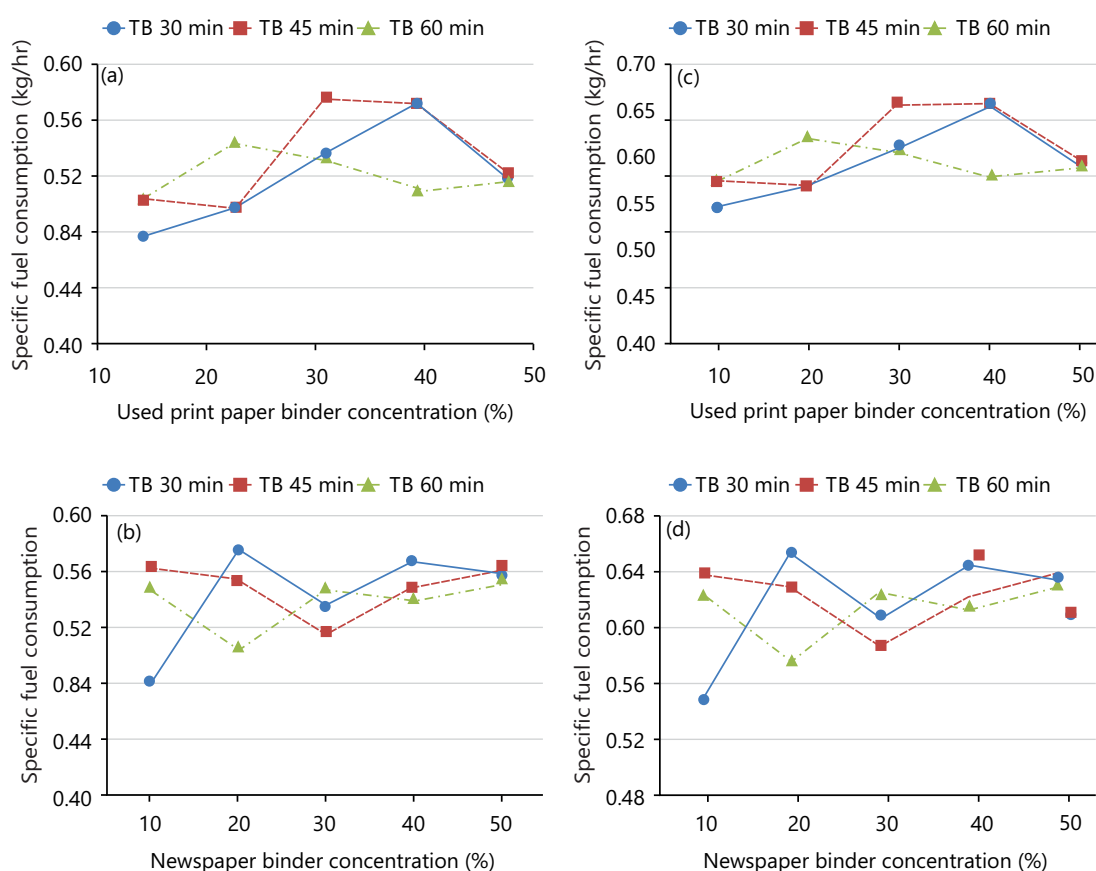 TB 30 min TB 45 min TB 60 min
Specific fuel consumption (kg/hr)
(a)
0.60
0.56
0.52
0.84
0.44
0.40
10 20 30 40 50
Used print paper binder concentration (%)
TB 30 min TB 45 min TB 60 min
Specific fuel consumption (kg/hr)
(c)
0.70
0.65
0.60
0.55
0.50
0.45
0.40
10 20 30 40 50
Used print paper binder concentration (%)
TB 30 min TB 45 min TB 60 min
Specific fuel consumption
(b)
0.60
0.56
0.52
0.84
0.44
0.40
10 20 30 40 50
Newspaper binder concentration (%)
TB 30 min TB 45 min TB 60 min
Specific fuel consumption
(d)
0.68
0.64
0.60
0.56
0.52
0.48
10 20 30 40 50
Newspaper binder concentration (%)